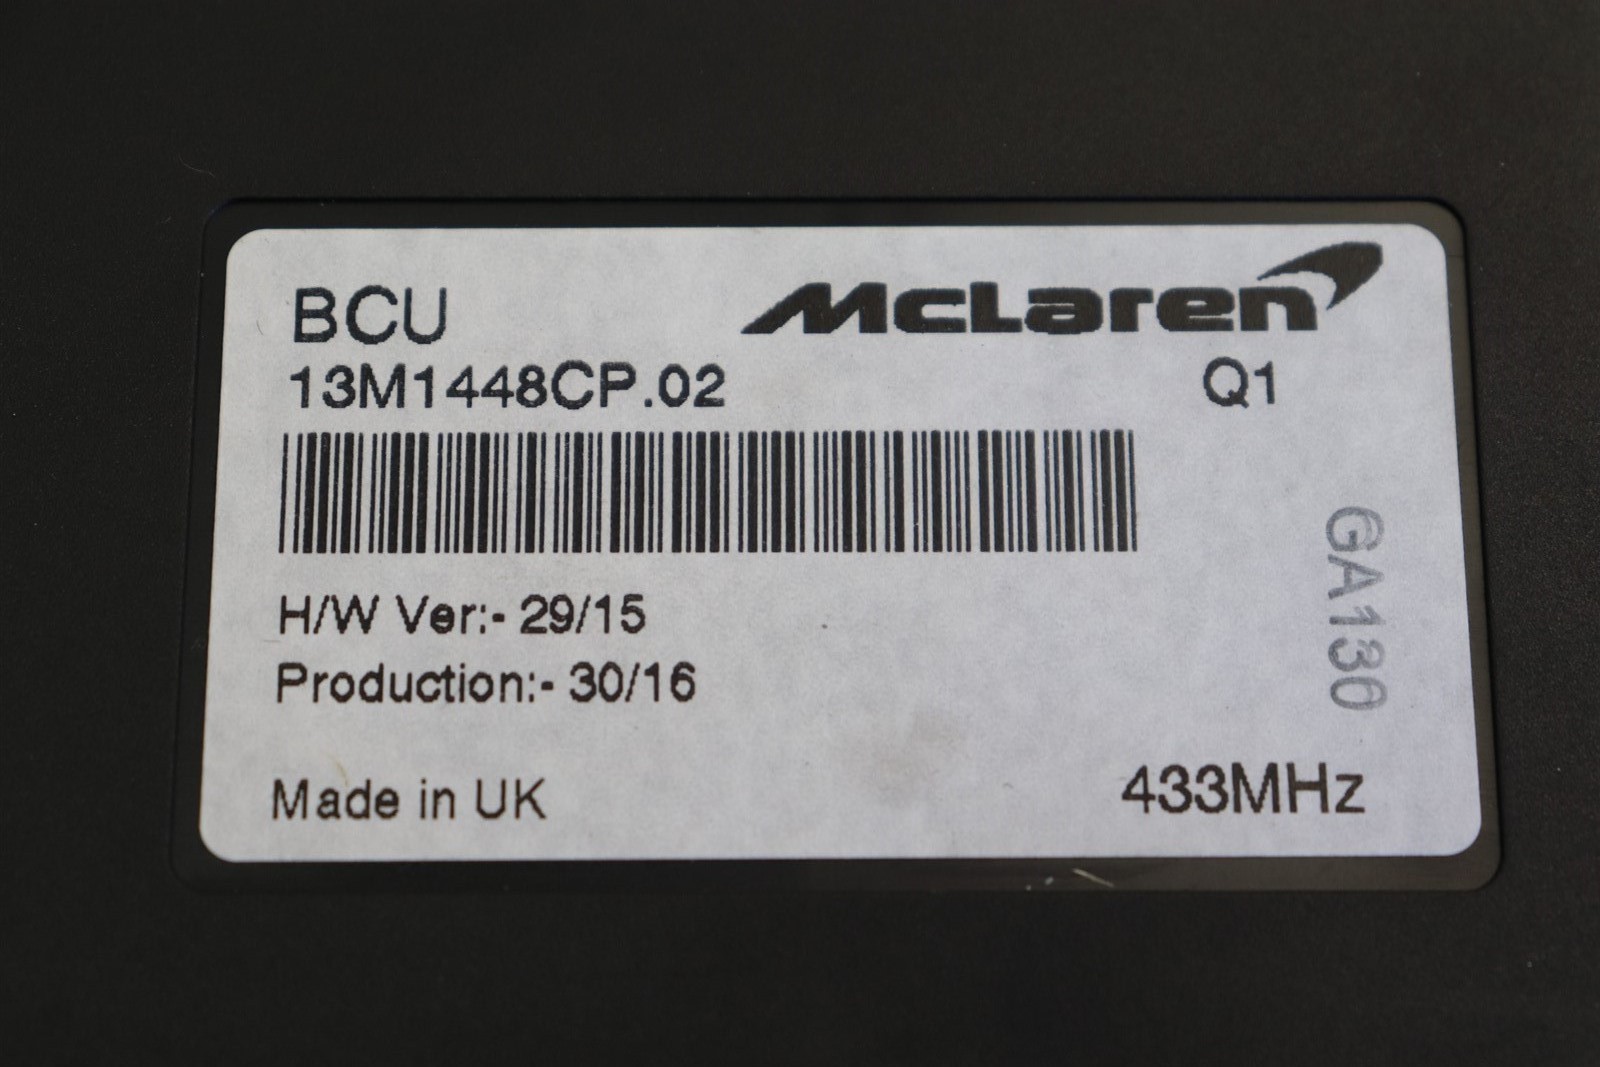 BCU
McLaren
13M1448CP.02
Q1
H/W Ver:- 29/15
Production:- 30/16
GA130
Made in UK
433MHz